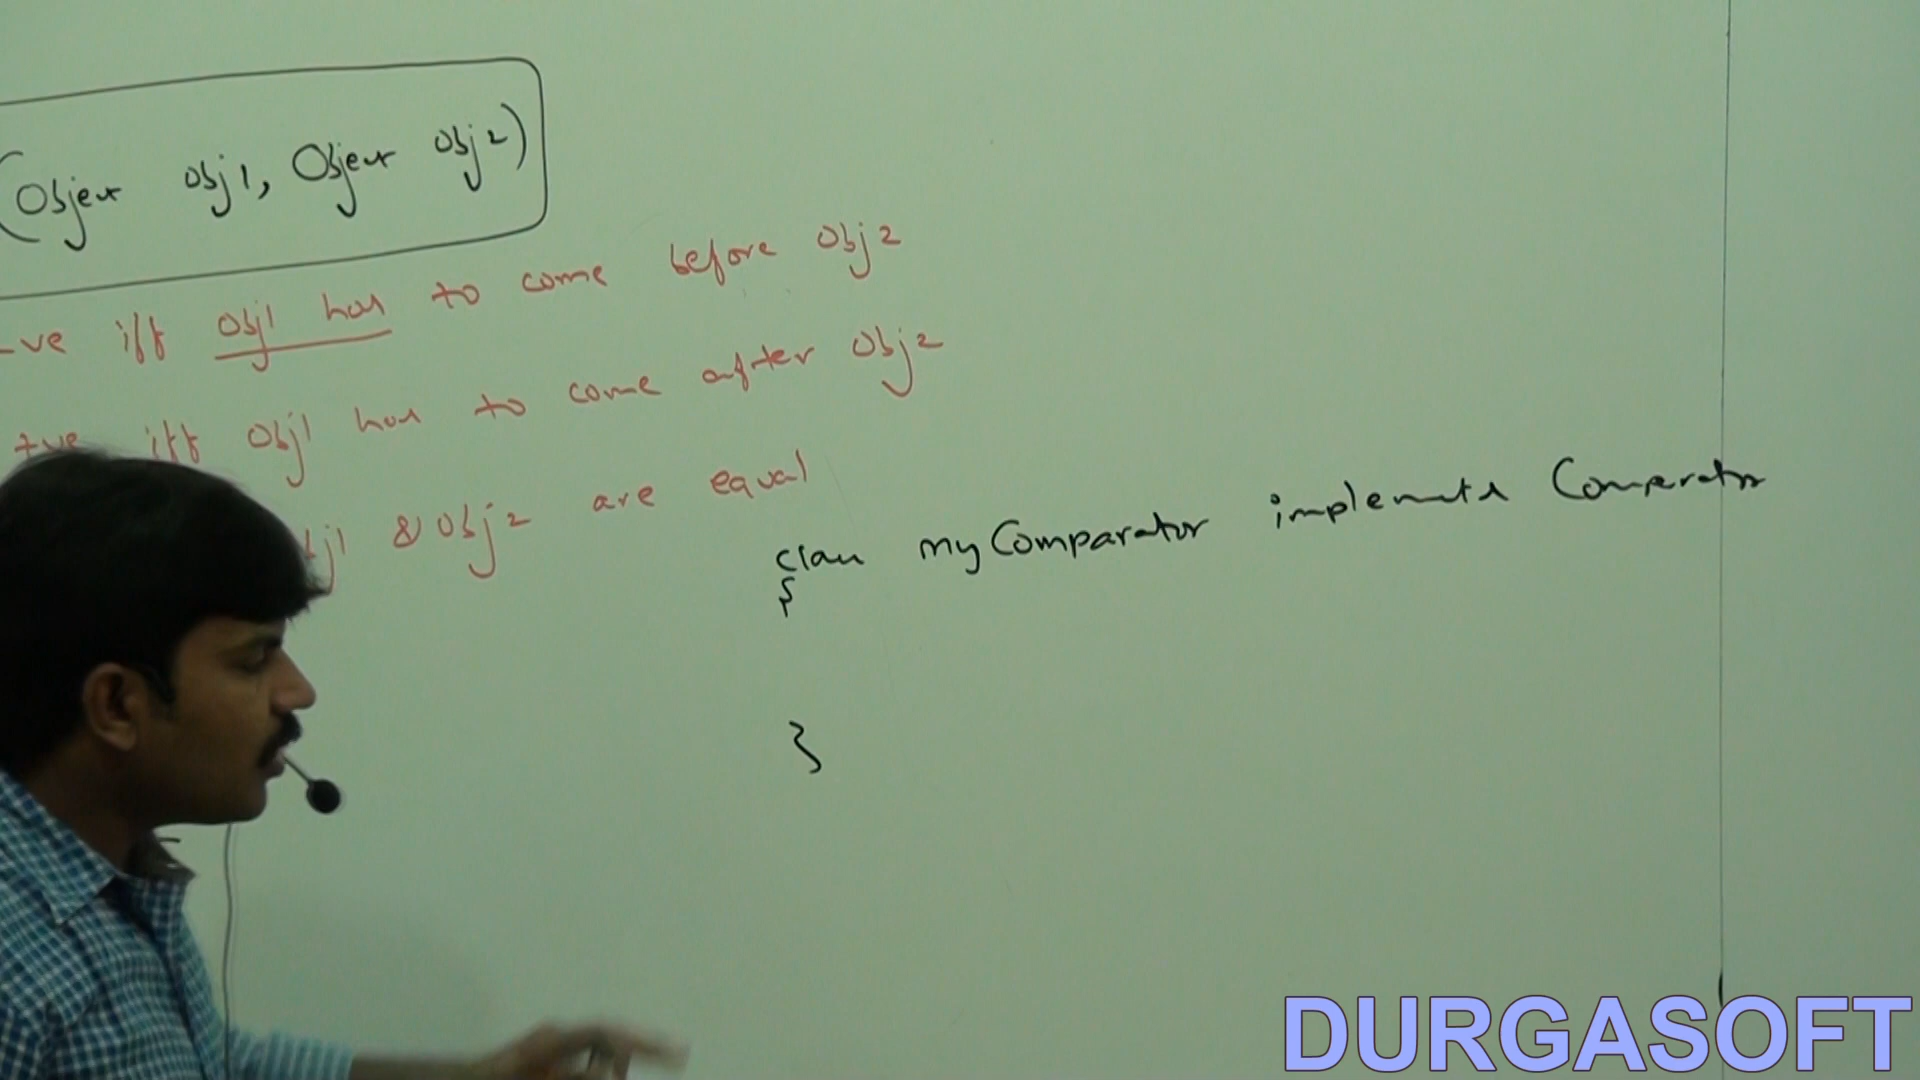 (Object obj1, Object obj2)
-ve iff obj1 has to come before obj2
+ve iff obj1 has to come after obj2
obj1 & obj2 are equal
class myComparator implements Comparator
{
}
DURGASOFT